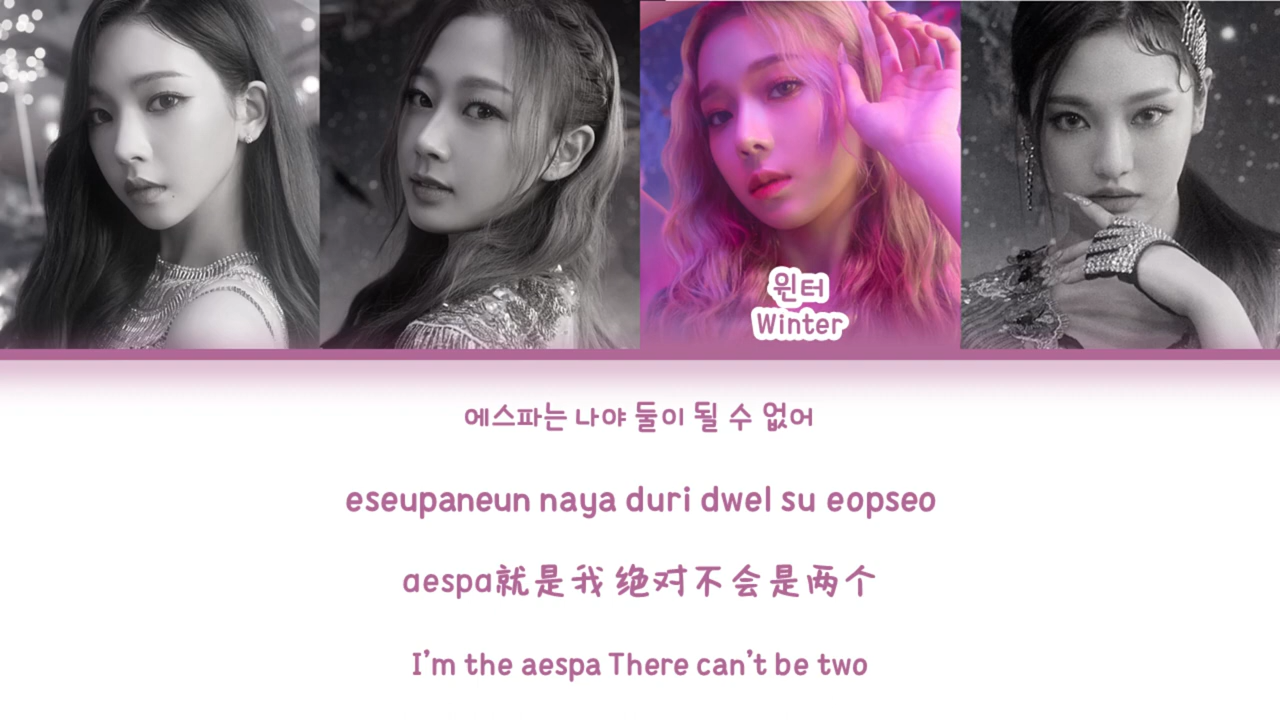 윈터
Winter
에스파는 나야 둘이 될 수 없어
eseupaneun naya duri dwel su eopseo
aespa就是我 绝对不会是两个
I'm the aespa There can't be two